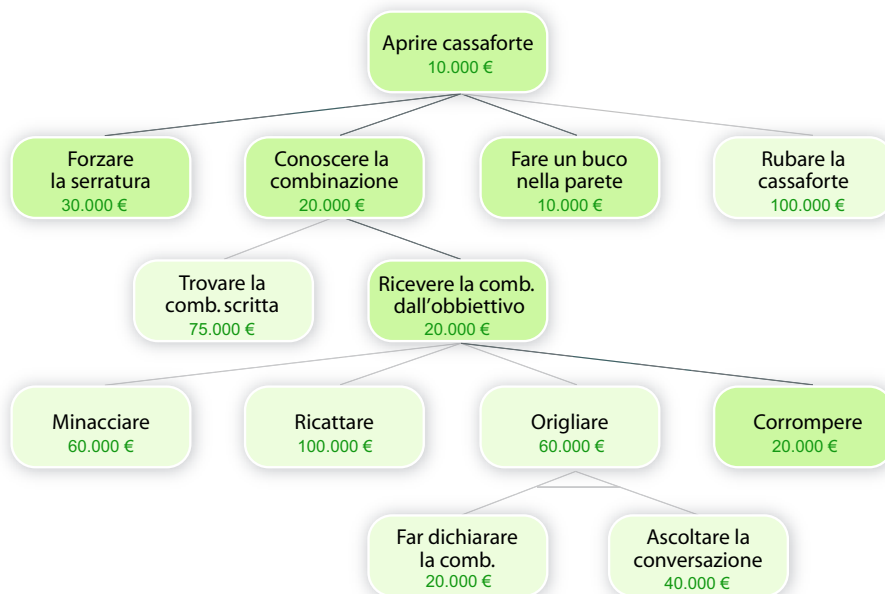 Aprire cassaforte
10.000 €
Forzare
la serratura
30.000 €
Conoscere la
combinazione
20.000 €
Fare un buco
nella parete
10.000 €
Rubare la
cassaforte
100.000 €
Trovare la
comb. scritta
75.000 €
Ricevere la comb.
dall'obbiettivo
20.000 €
Minacciare
60.000 €
Ricattare
100.000 €
Origliare
60.000 €
Corrompere
20.000 €
Far dichiarare
la comb.
20.000 €
Ascoltare la
conversazione
40.000 €